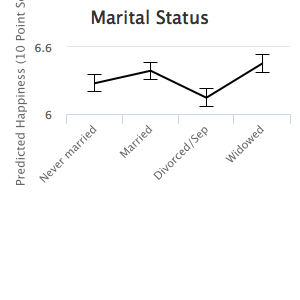 Marital Status
Predicted Happiness (10 Point
6.6
6
Never married
Married
Divorced/Sep
Widowed